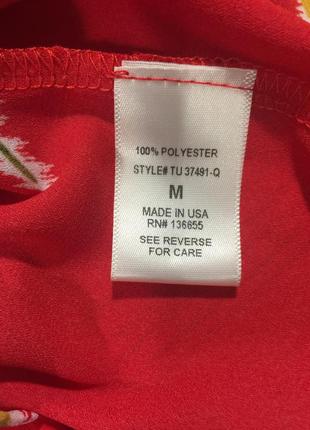 100% POLYESTER
STYLE# TU 37491-Q
M
MADE IN USA
RN# 136655
SEE REVERSE
FOR CARE